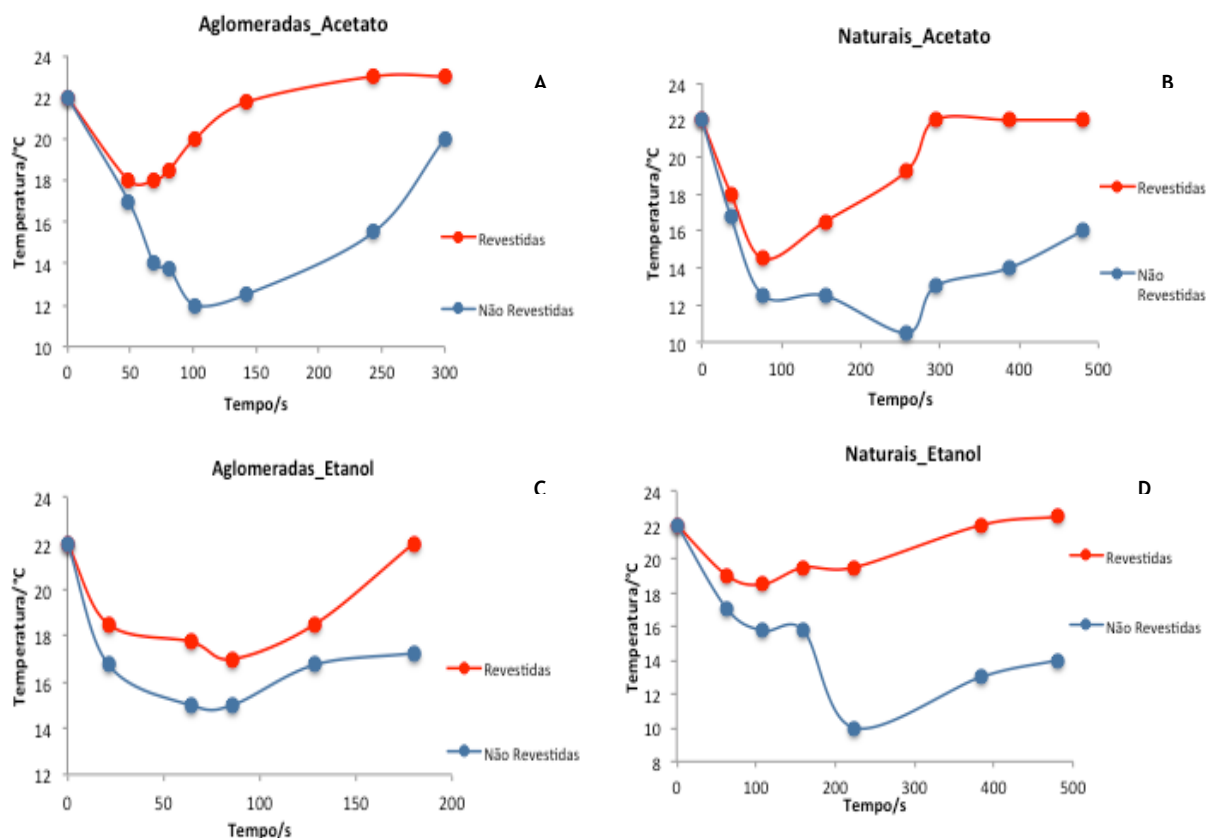 Aglomeradas_Acetato
A
24
22
20
18
16
14
12
10
Temperatura/°C
0 50 100 150 200 250 300
Tempo/s
Revestidas
Não Revestidas
Naturais_Acetato
B
24
22
20
18
16
14
12
10
Temperatura/°C
0 100 200 300 400 500
Tempo/s
Revestidas
Não
Revestidas
Aglomeradas_Etanol
C
24
22
20
18
16
14
12
Temperatura/°C
0 50 100 150 200
Tempo/s
Revestidas
Não Revestidas
Naturais_Etanol
D
24
22
20
18
16
14
12
10
8
Temperatura/°C
0 100 200 300 400 500
Tempo/s
Revestidas
Não Revestidas